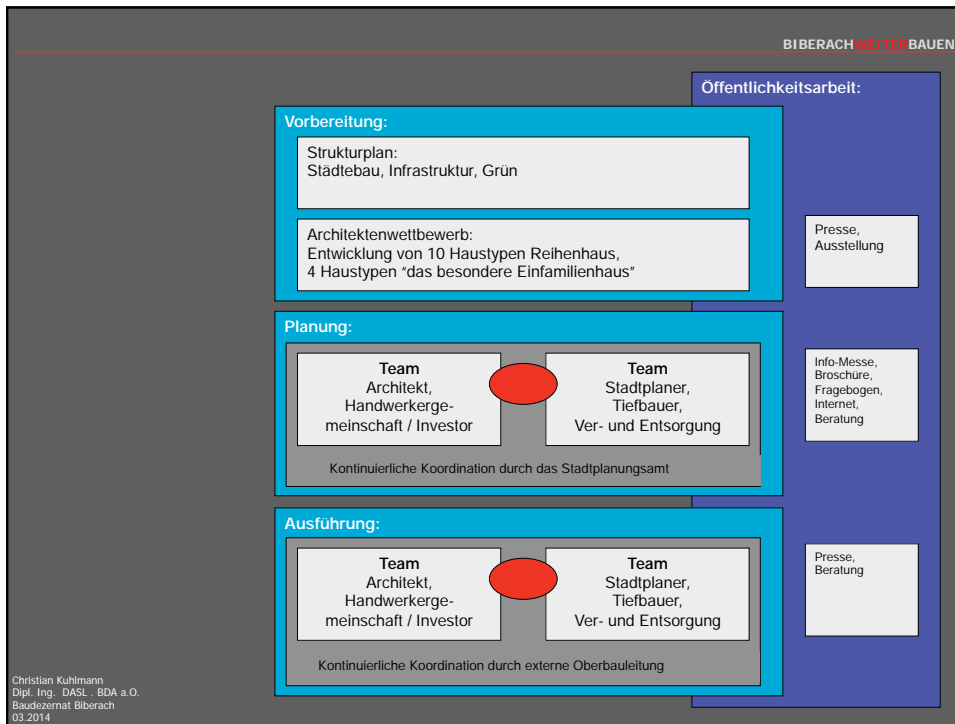 BIBERACHWEITERBAUEN
Öffentlichkeitsarbeit:
Vorbereitung:
Strukturplan:
Städtebau, Infrastruktur, Grün
Architektenwettbewerb:
Entwicklung von 10 Haustypen Reihenhaus,
4 Haustypen “das besondere Einfamilienhaus”
Presse,
Ausstellung
Planung:
Team
Architekt,
Handwerkerge-
meinschaft / Investor
Team
Stadtplaner,
Tiefbauer,
Ver- und Entsorgung
Kontinuierliche Koordination durch das Stadtplanungsamt
Info-Messe,
Broschüre,
Fragebogen,
Internet,
Beratung
Ausführung:
Team
Architekt,
Handwerkerge-
meinschaft / Investor
Team
Stadtplaner,
Tiefbauer,
Ver- und Entsorgung
Kontinuierliche Koordination durch externe Oberbauleitung
Presse,
Beratung
Christian Kuhlmann
Dipl. Ing. DASL . BDA a.O.
Baudezernat Biberach
03.2014